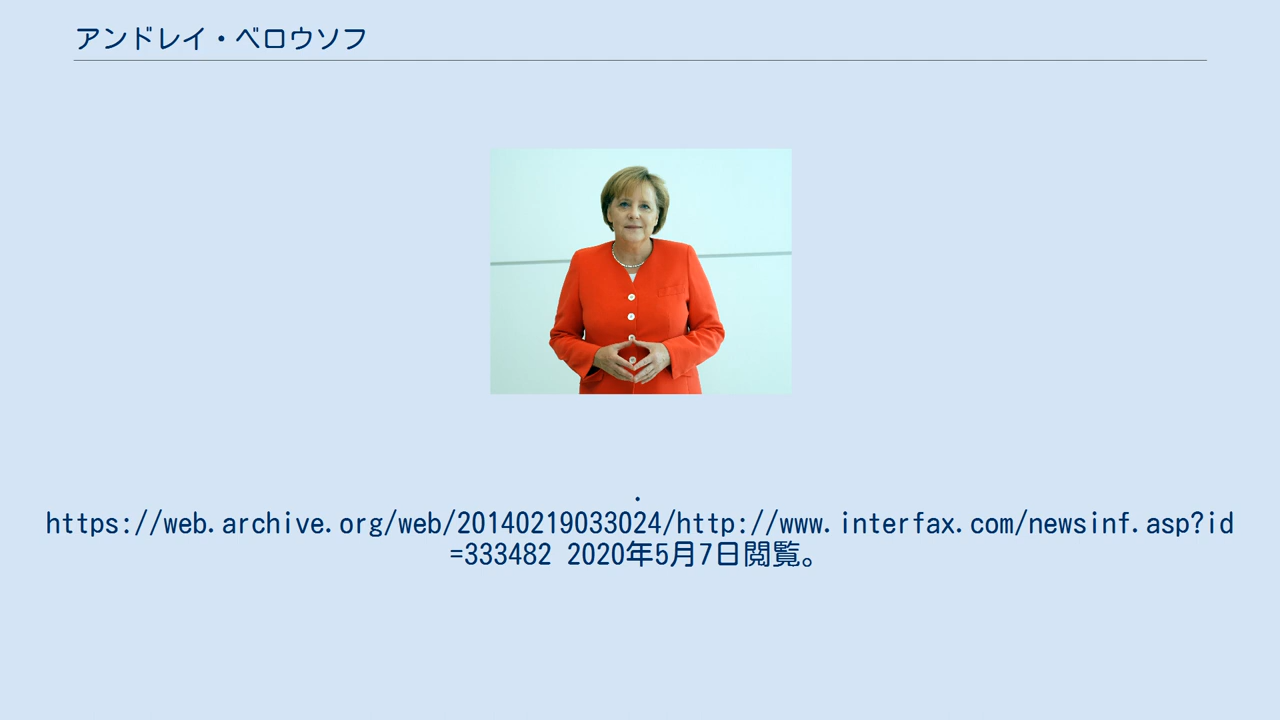 アンドレイ・ベロウソフ
・
https://web.archive.org/web/20140219033024/http://www.interfax.com/newsinf.asp?id
=333482 2020年5月7日閲覧。